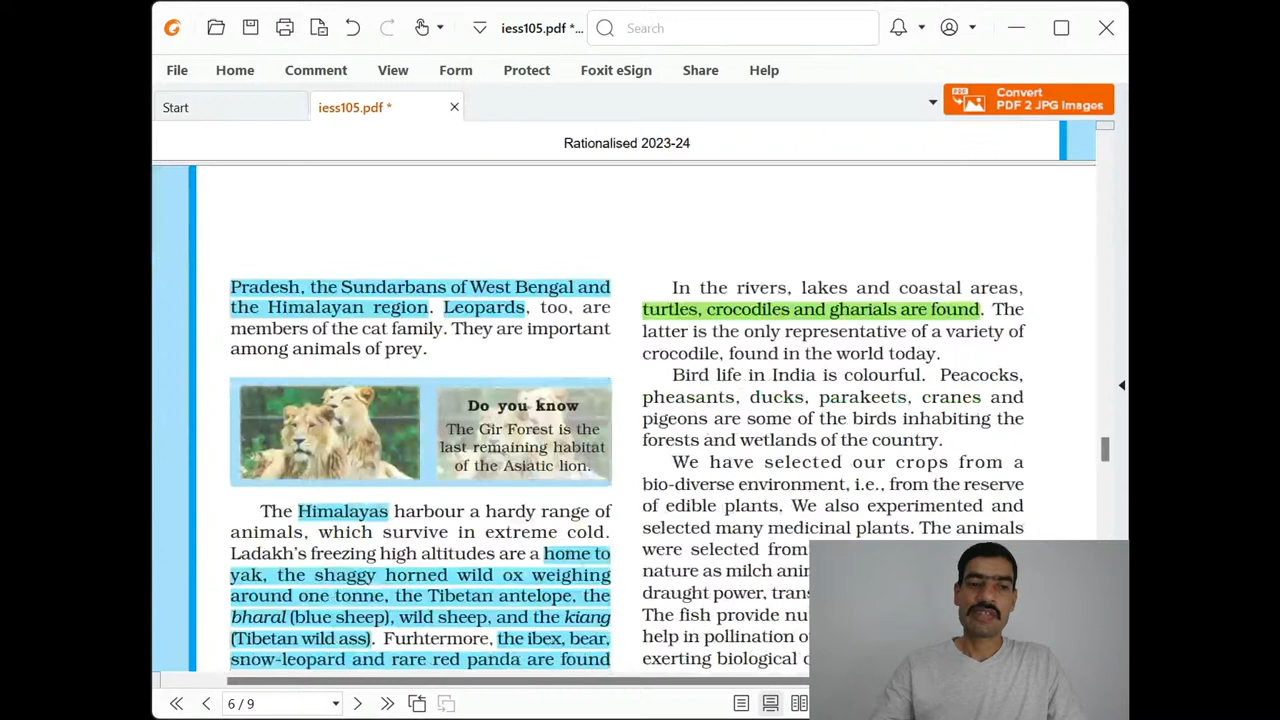 iess105.pdf *...
Search
File
Home
Comment
View
Form
Protect
Foxit eSign
Share
Help
Start
iess105.pdf *
Convert
PDF 2 JPG Images
Rationalised 2023-24
Pradesh, the Sundarbans of West Bengal and
the Himalayan region. Leopards, too, are
members of the cat family. They are important
among animals of prey.
Do you know
The Gir Forest is the
last remaining habitat
of the Asiatic lion.
The Himalayas harbour a hardy range of
animals, which survive in extreme cold.
Ladakh's freezing high altitudes are a home to
yak, the shaggy horned wild ox weighing
around one tonne, the Tibetan antelope, the
bharal (blue sheep), wild sheep, and the kiang
(Tibetan wild ass). Furhtermore, the ibex, bear,
snow-leopard and rare red panda are found
In the rivers, lakes and coastal areas,
turtles, crocodiles and gharials are found. The
latter is the only representative of a variety of
crocodile, found in the world today.
Bird life in India is colourful. Peacocks,
pheasants, ducks, parakeets, cranes and
pigeons are some of the birds inhabiting the
forests and wetlands of the country.
We have selected our crops from a
bio-diverse environment, i.e., from the reserve
of edible plants. We also experimented and
selected many medicinal plants. The animals
were selected from
nature as milch
draught power,
The fish provide
help in pollination
exerting biological
6 / 9